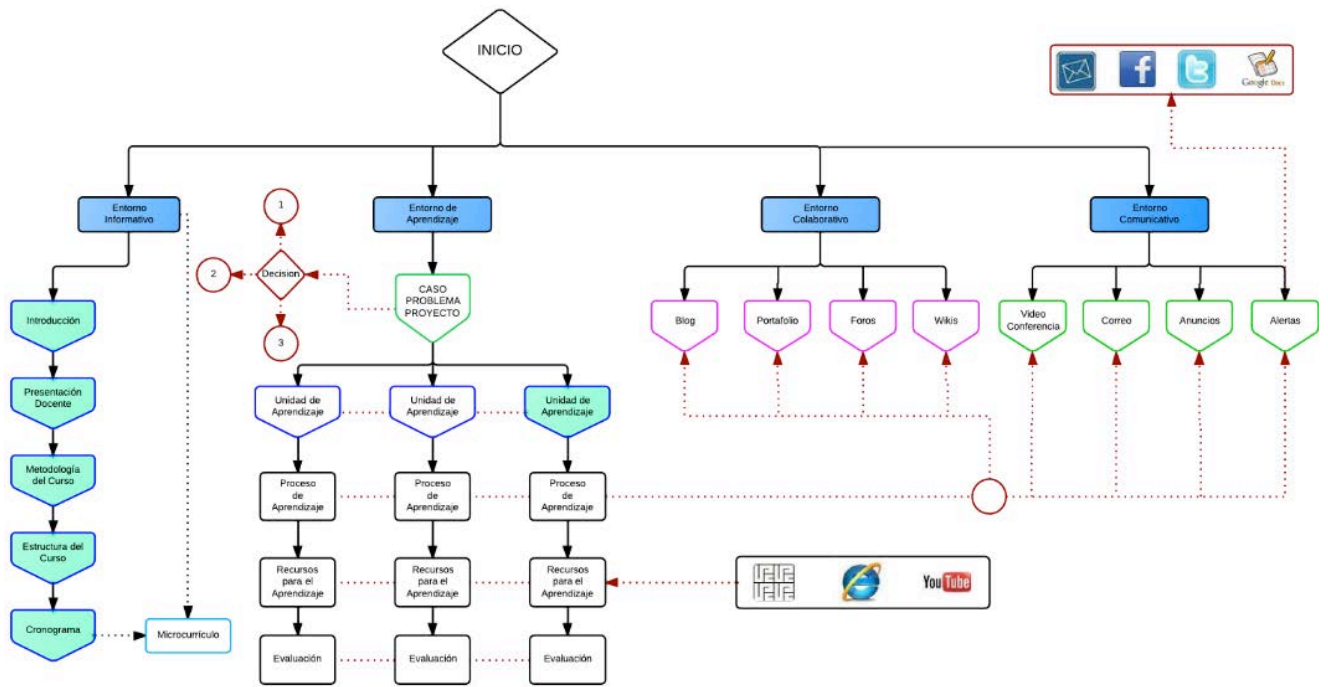 INICIO
Google Docs
Entorno
Informativo
Entorno de
Aprendizaje
Entorno
Colaborativo
Entorno
Comunicativo
1
2
Decision
3
CASO
PROBLEMA
PROYECTO
Introducción
Blog
Portafolio
Foros
Wikis
Video
Conferencia
Correo
Anuncios
Alertas
Presentación
Docente
Unidad de
Aprendizaje
Unidad de
Aprendizaje
Unidad de
Aprendizaje
Metodología
del Curso
Proceso
de
Aprendizaje
Proceso
de
Aprendizaje
Proceso
de
Aprendizaje
Estructura del
Curso
Recursos
para el
Aprendizaje
Recursos
para el
Aprendizaje
Recursos
para el
Aprendizaje
YouTube
Cronograma
Microcurrículo
Evaluación
Evaluación
Evaluación